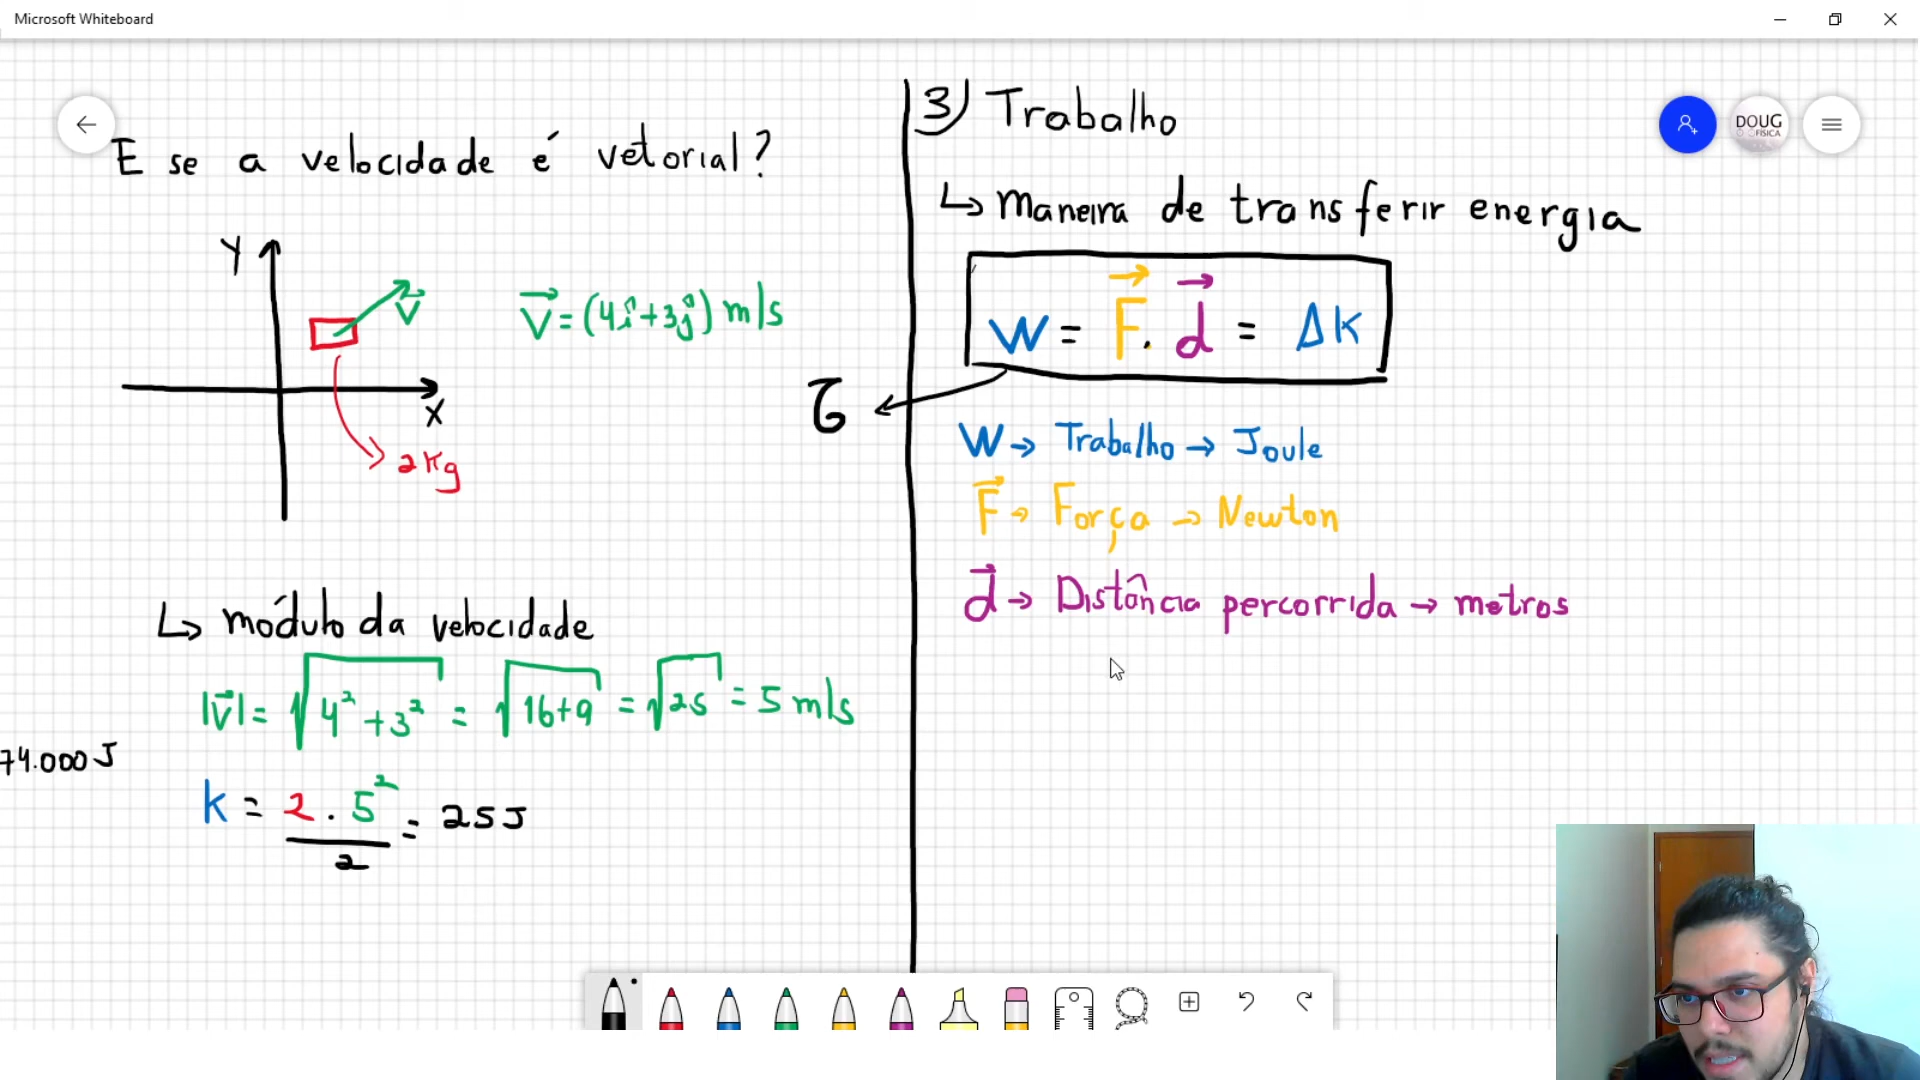 Microsoft Whiteboard
E se a velocidade é vetorial?
Y
V⃗
V⃗ = (4î+3ĵ) m/s
X
2Kg
↳ módulo da velocidade
|V⃗| = √4² + 3² = √16+9 = √25 = 5 m/s
74.000 J
K = 2 . 5² / 2 = 25 J
3) Trabalho
↳ maneira de transferir energia
W = F⃗ . d⃗ = ΔK
W → Trabalho → Joule
F⃗ → Força → Newton
d⃗ → Distância percorrida → metros
DOUG
FÍSICA